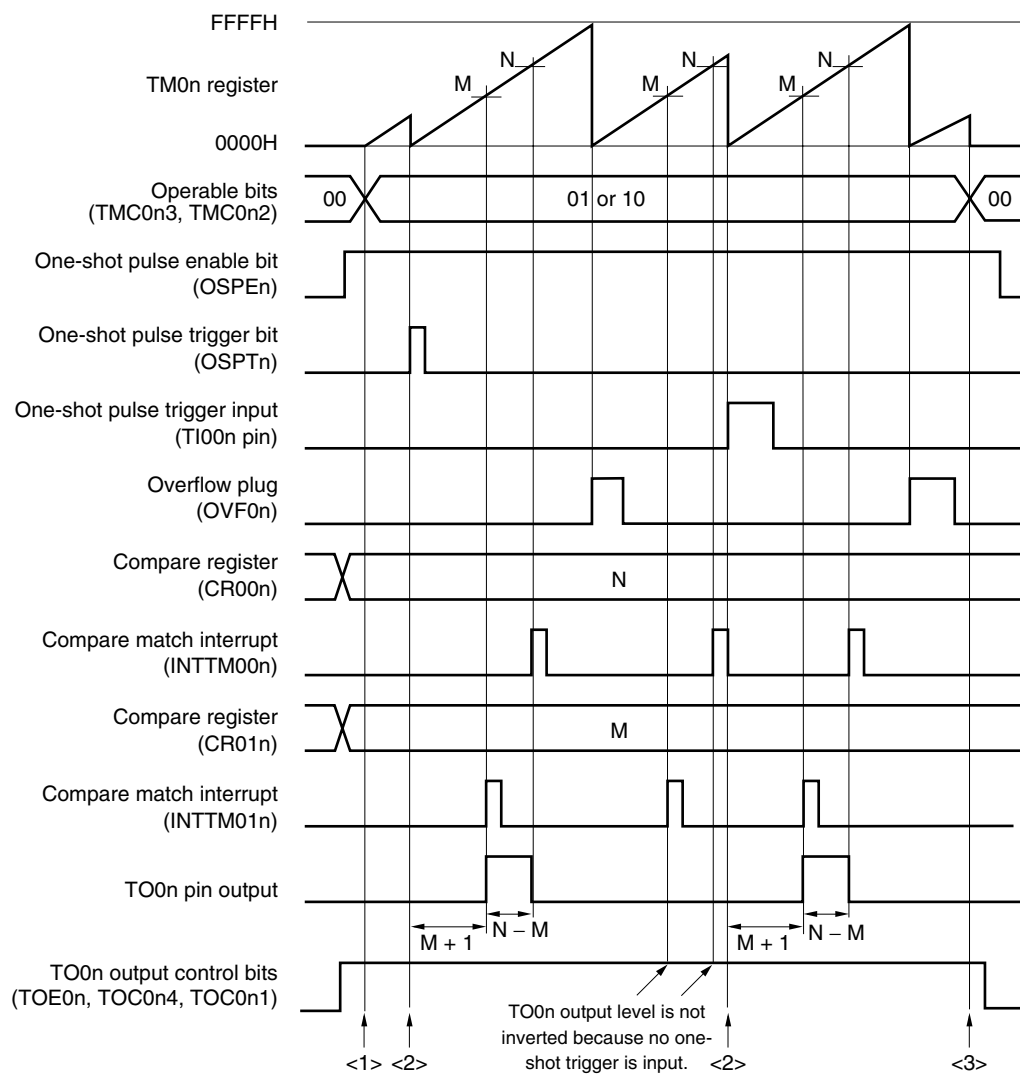 FFFFH
N
N
N
TM0n register
M
M
M
0000H
Operable bits
(TMC0n3, TMC0n2)
00
01 or 10
00
One-shot pulse enable bit
(OSPEn)
One-shot pulse trigger bit
(OSPTn)
One-shot pulse trigger input
(TI00n pin)
Overflow plug
(OVF0n)
Compare register
(CR00n)
N
Compare match interrupt
(INTTM00n)
Compare register
(CR01n)
M
Compare match interrupt
(INTTM01n)
TO0n pin output
M + 1
N – M
M + 1
N – M
TO0n output control bits
(TOE0n, TOC0n4, TOC0n1)
TO0n output level is not
inverted because no one-
shot trigger is input.
<1>
<2>
<2>
<3>